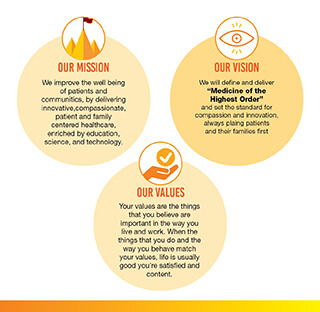 OUR MISSION
We improve the well being
of patients and
communitics, by delivering
innovative,compassionate,
patient and family
centered healthcare,
enriched by education,
science, and technology.
OUR VISION
We will define and deliver
“Medicine of the
Highest Order”
and set the standard for
compassion and innovation,
always plaing patients
and their families first
OUR VALUES
Your values are the things
that you believe are
important in the way you
live and work. When the
things that you do and the
way you behave match
your values, life is usually
good you're satisfied and
content.